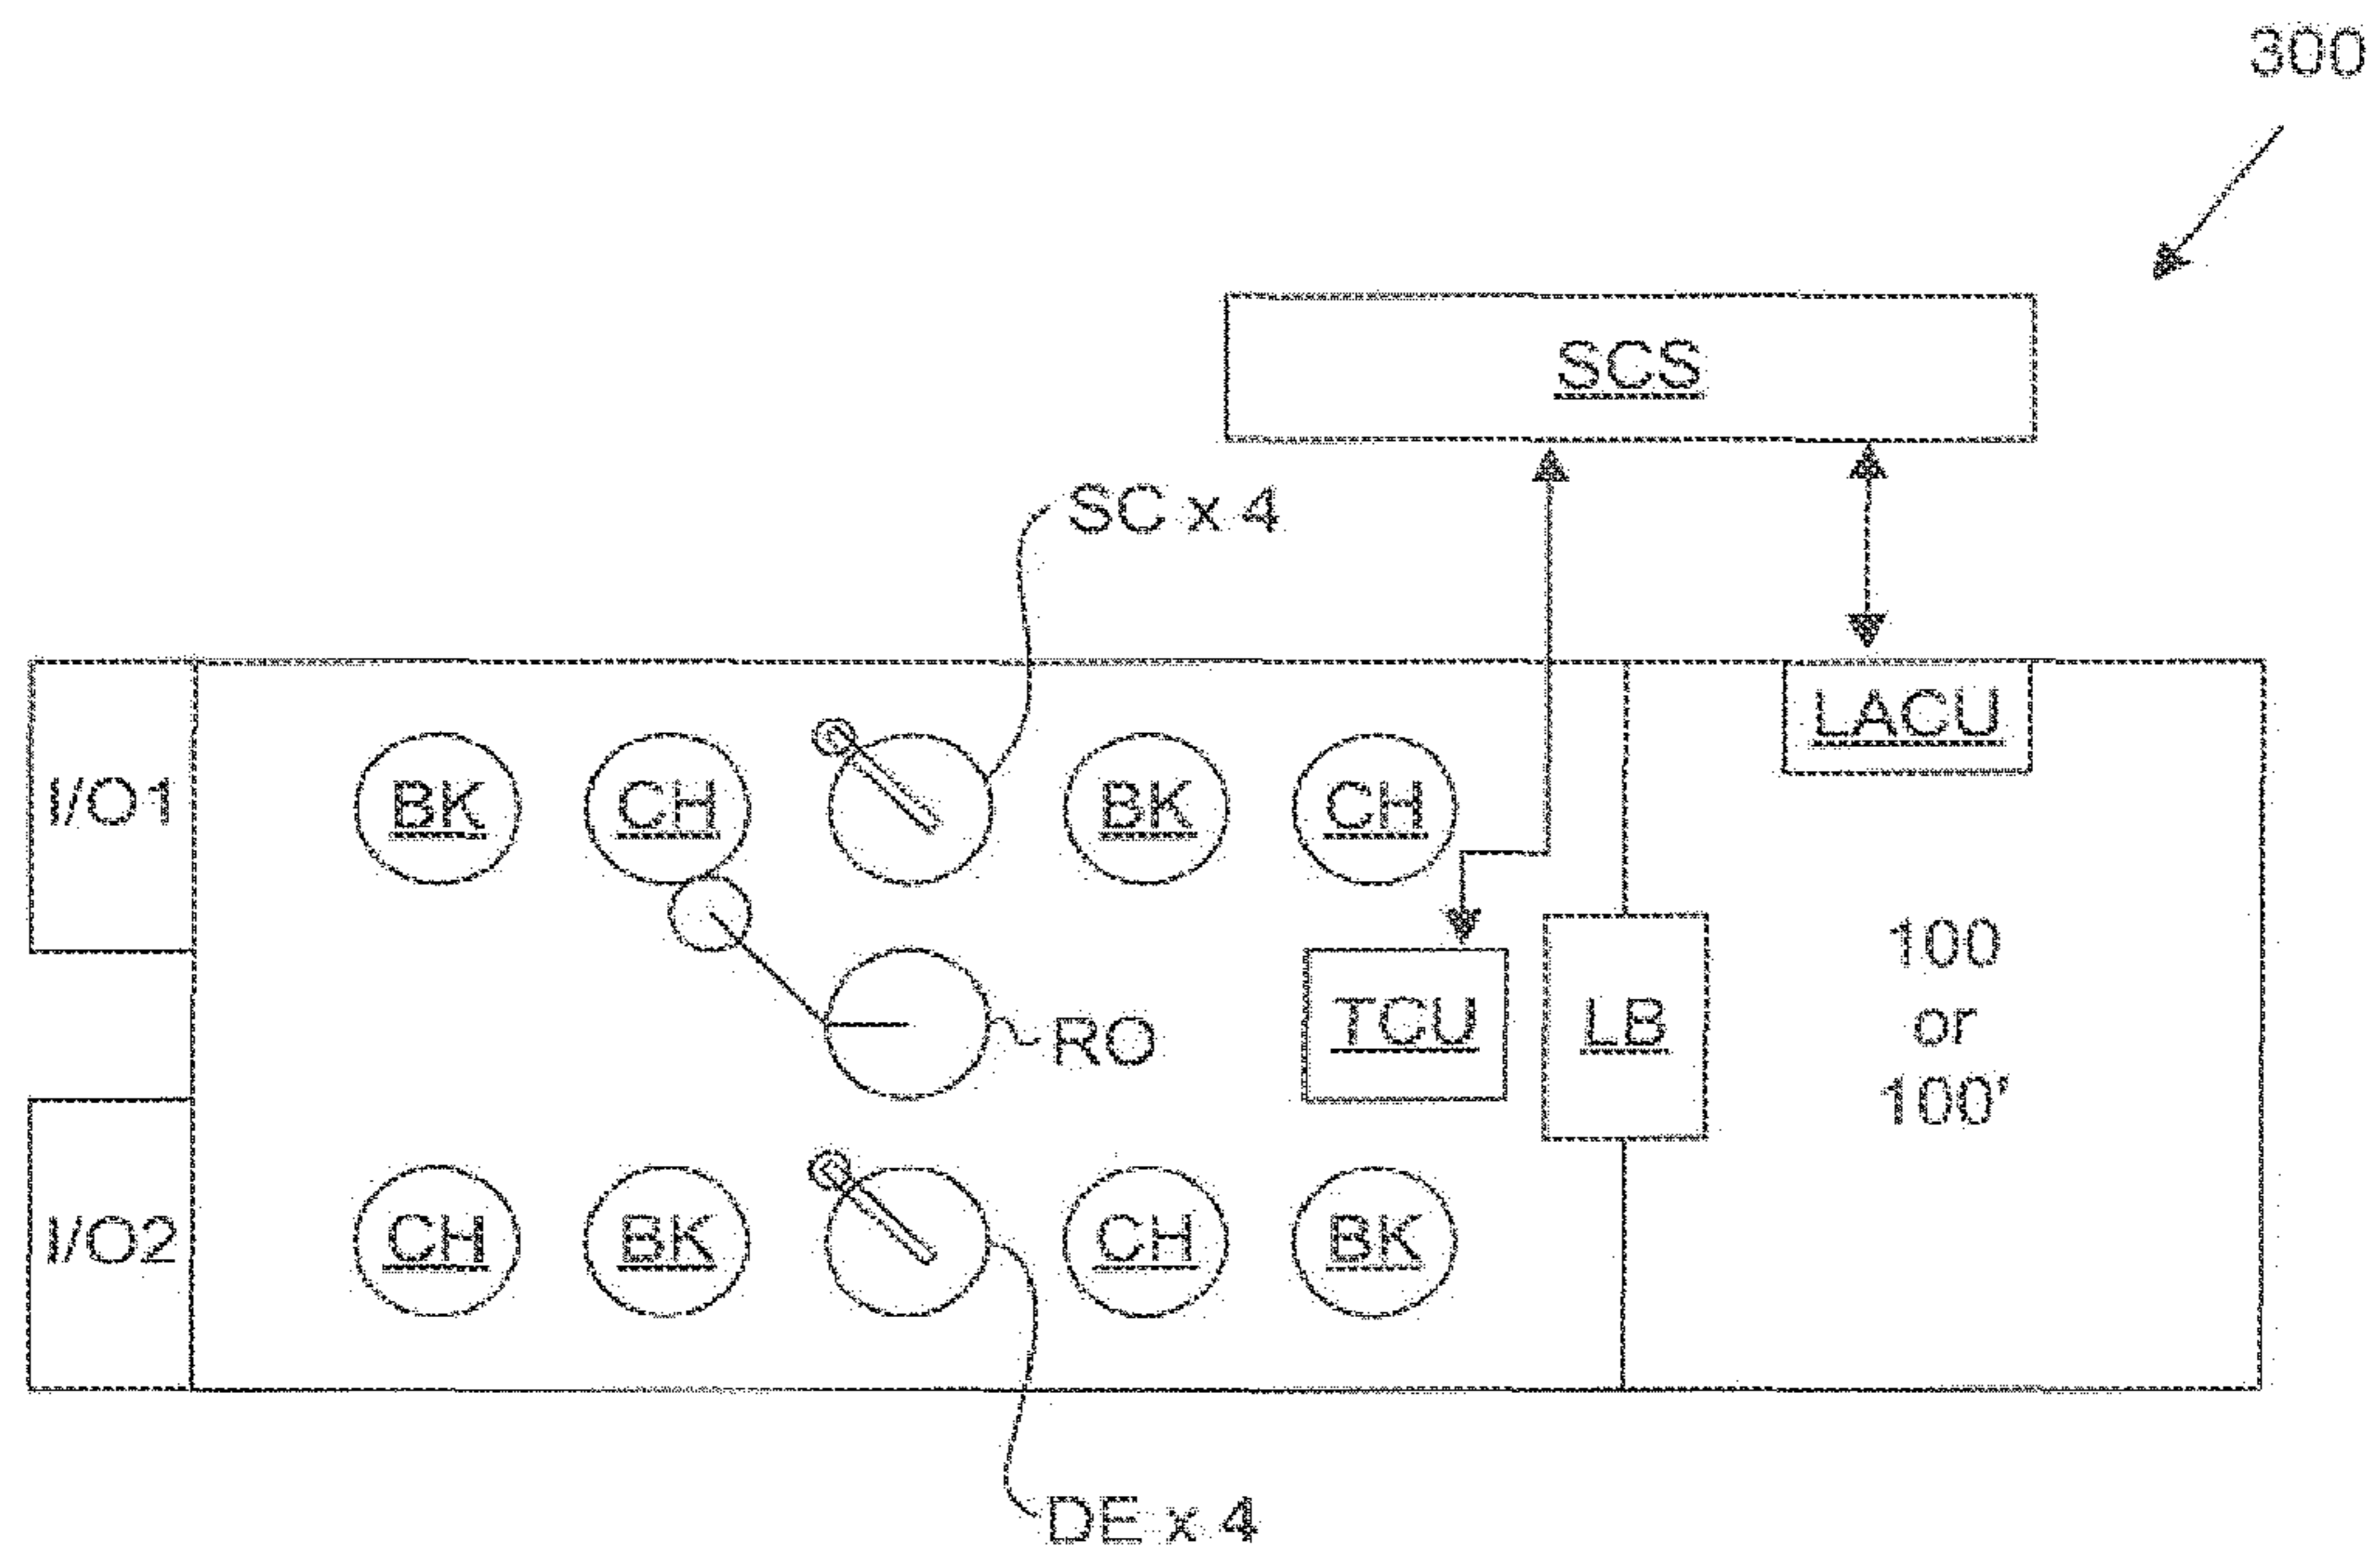 300
SCS
SC x 4
LACU
I/O1
BK
CH
BK
CH
100
or
100'
TCU
LB
RO
I/O2
CH
BK
CH
BK
DE x 4